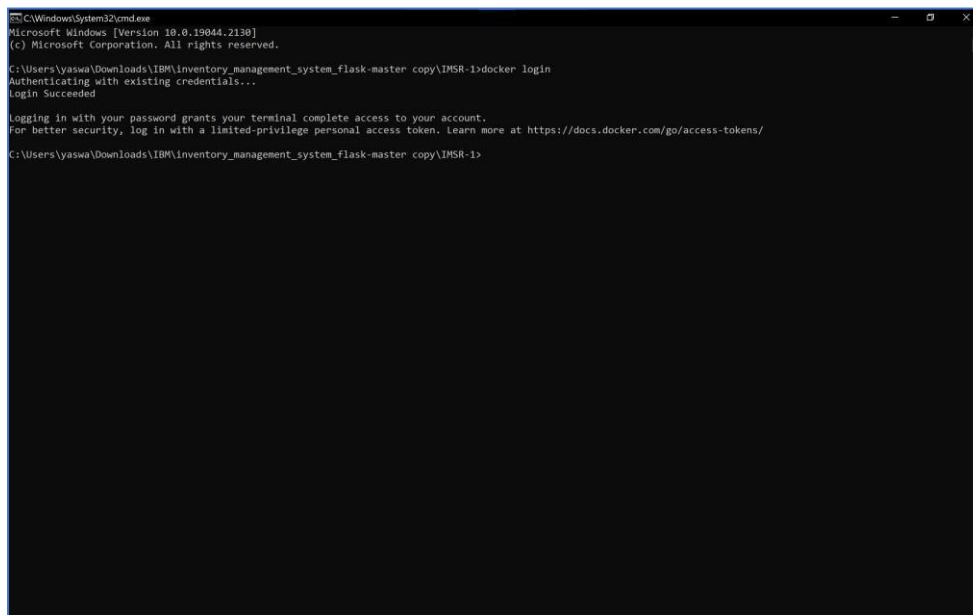 C:\Windows\System32\cmd.exe
Microsoft Windows [Version 10.0.19044.2130]
(c) Microsoft Corporation. All rights reserved.
C:\Users\yaswa\Downloads\IBM\inventory_management_system_flask-master copy\IMSR-1>docker login
Authenticating with existing credentials...
Login Succeeded
Logging in with your password grants your terminal complete access to your account.
For better security, log in with a limited-privilege personal access token. Learn more at https://docs.docker.com/go/access-tokens/
C:\Users\yaswa\Downloads\IBM\inventory_management_system_flask-master copy\IMSR-1>